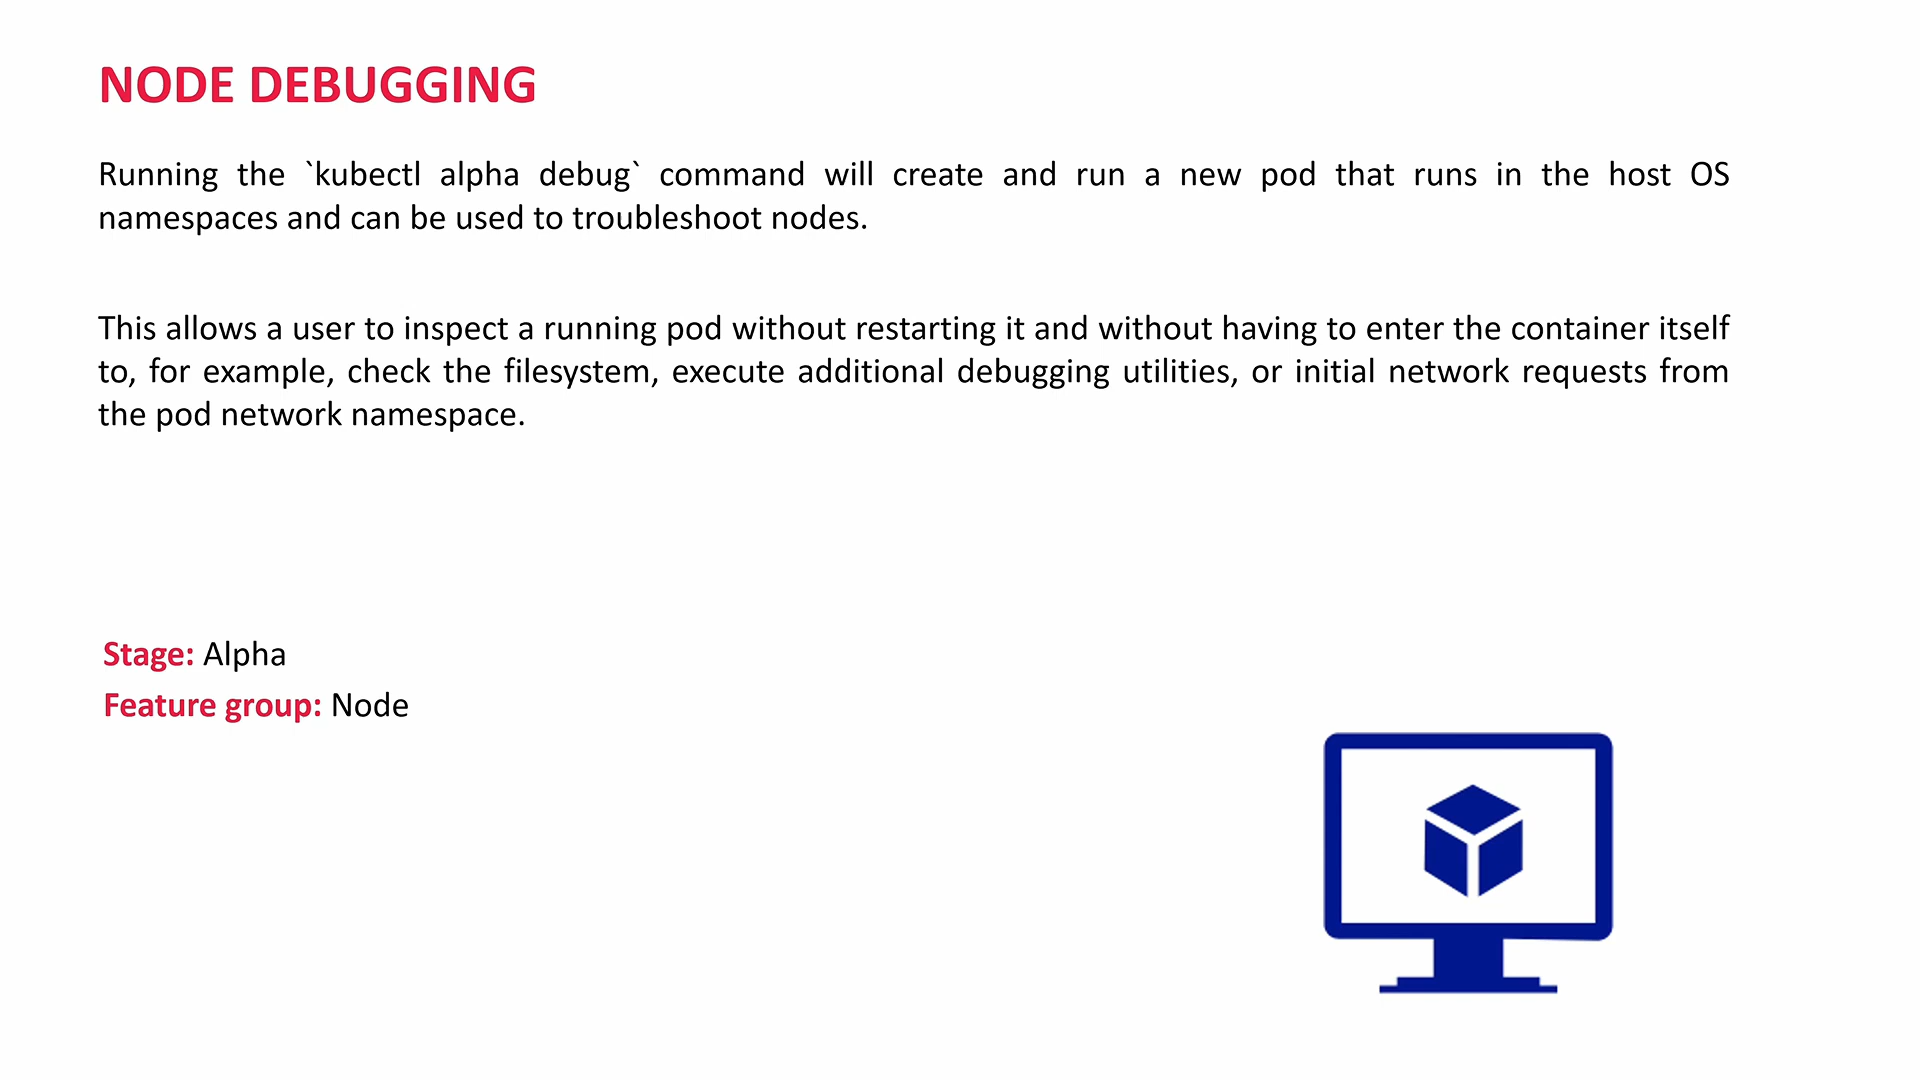 NODE DEBUGGING
Running the `kubectl alpha debug` command will create and run a new pod that runs in the host OS
namespaces and can be used to troubleshoot nodes.
This allows a user to inspect a running pod without restarting it and without having to enter the container itself
to, for example, check the filesystem, execute additional debugging utilities, or initial network requests from
the pod network namespace.
Stage: Alpha
Feature group: Node